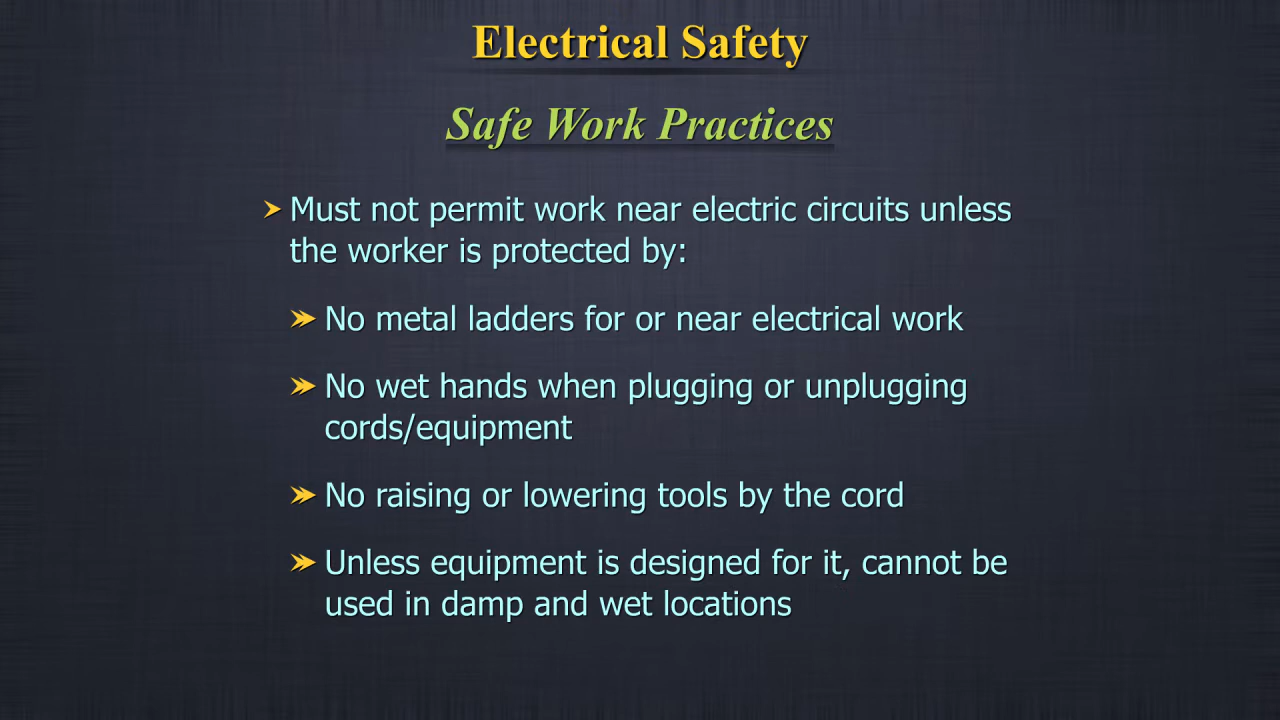 Electrical Safety
Safe Work Practices
Must not permit work near electric circuits unless
the worker is protected by:
No metal ladders for or near electrical work
No wet hands when plugging or unplugging
cords/equipment
No raising or lowering tools by the cord
Unless equipment is designed for it, cannot be
used in damp and wet locations